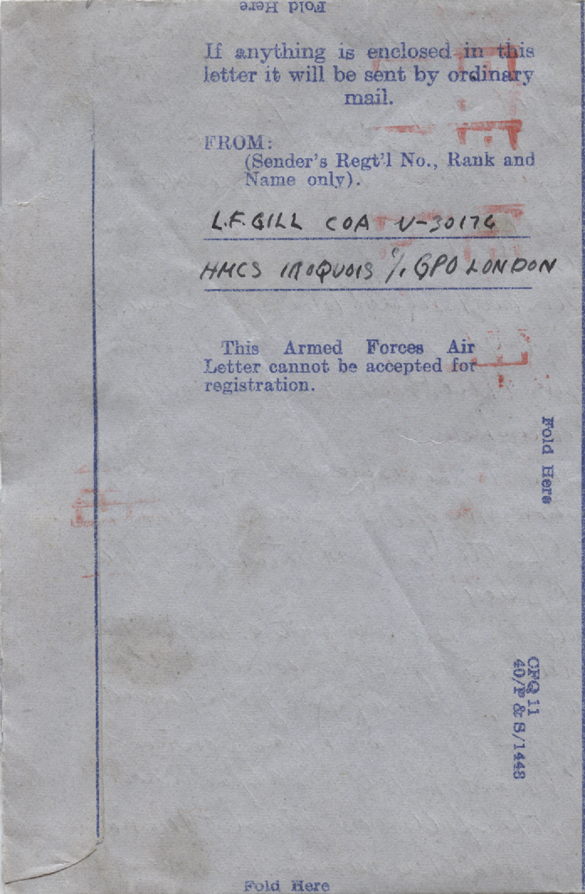 Fold Here
If anything is enclosed in this
letter it will be sent by ordinary
mail.
FROM:
(Sender's Regt'l No., Rank and
Name only).
L.F. GILL COA V-30176
HMCS IROQUOIS c/o GPO LONDON
This Armed Forces Air
Letter cannot be accepted for
registration.
Fold Here
CFQ 11
40/P & S/1448
Fold Here